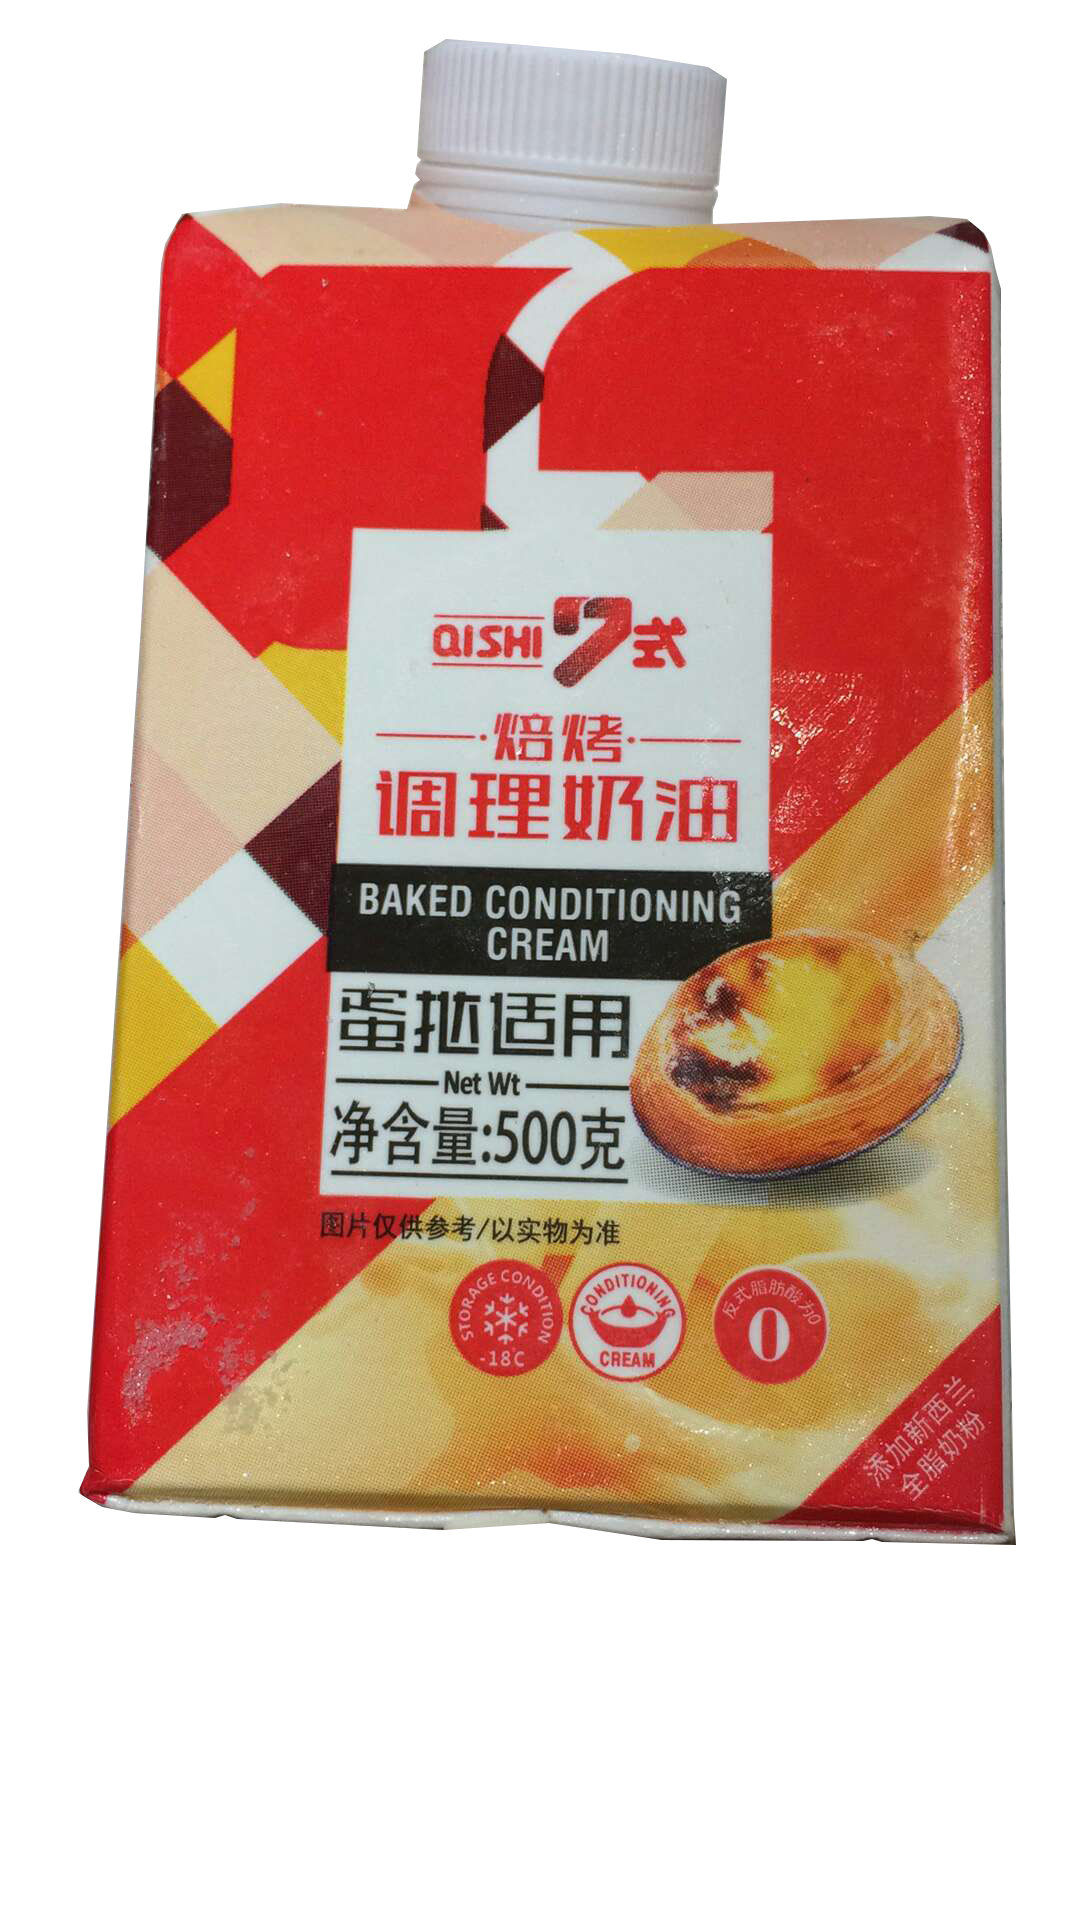 QISHI 7式
·焙烤·
调理奶油
BAKED CONDITIONING
CREAM
蛋挞适用
Net Wt
净含量:500克
图片仅供参考/以实物为准
STORAGE CONDITION
-18C
CONDITIONING
CREAM
反式脂肪酸为0
0
添加新西兰
全脂奶粉